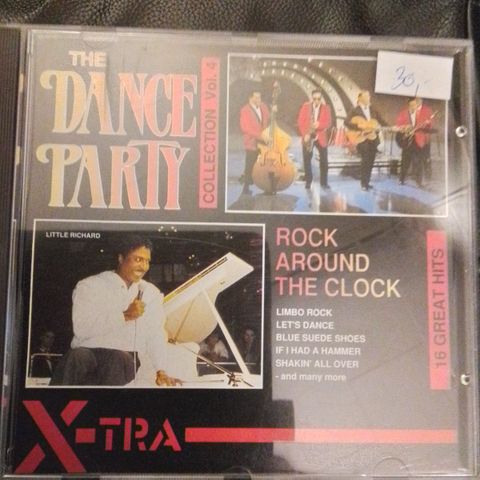 THE
DANCE
PARTY
COLLECTION Vol. 4
30,-
LITTLE RICHARD
ROCK
AROUND
THE CLOCK
LIMBO ROCK
LET'S DANCE
BLUE SUEDE SHOES
IF I HAD A HAMMER
SHAKIN' ALL OVER
- and many more
16 GREAT HITS
X-TRA